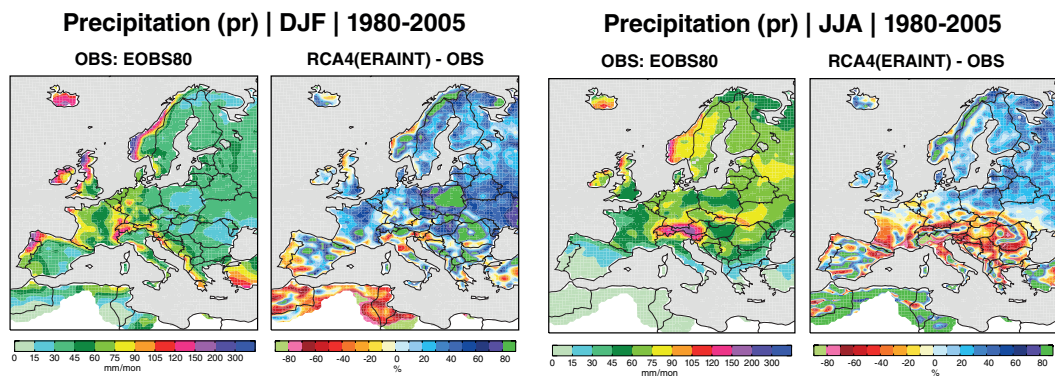 Precipitation (pr) | DJF | 1980-2005
OBS: EOBS80
RCA4(ERAINT) - OBS
0 15 30 45 60 75 90 105 120 150 200 300
mm/mon
-80 -60 -40 -20 0 20 40 60 80
%
Precipitation (pr) | JJA | 1980-2005
OBS: EOBS80
RCA4(ERAINT) - OBS
0 15 30 45 60 75 90 105 120 150 200 300
mm/mon
-80 -60 -40 -20 0 20 40 60 80
%